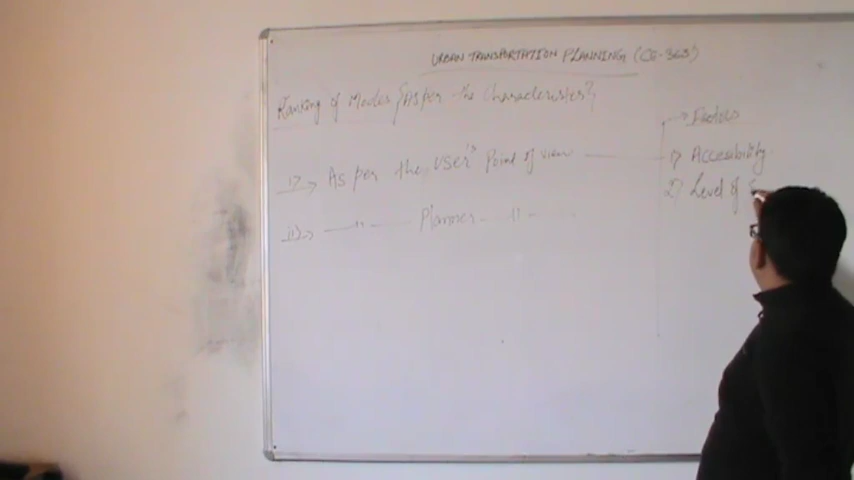 URBAN TRANSPORTATION PLANNING (CE-363)
Ranking of Modes {As per the Characteristics}
I) → As per the User's Point of view
→ Factors
1) Accessibility
2) Level of S
II) → —"— Planner —"—